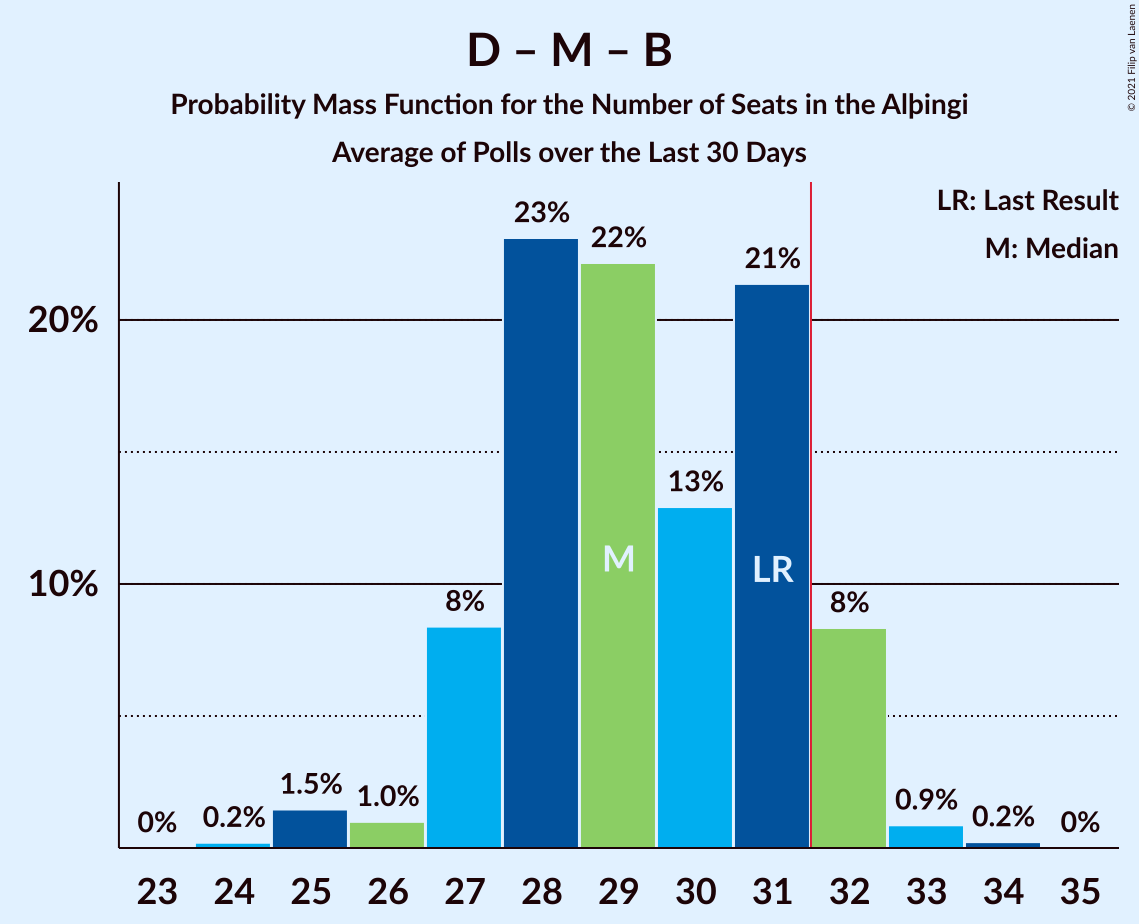 D – M – B
Probability Mass Function for the Number of Seats in the Alþingi
Average of Polls over the Last 30 Days
© 2021 Filip van Laenen
LR: Last Result
M: Median
20%
10%
0%
0.2%
1.5%
1.0%
8%
23%
22%
13%
21%
8%
0.9%
0.2%
0%
M
LR
23 24 25 26 27 28 29 30 31 32 33 34 35